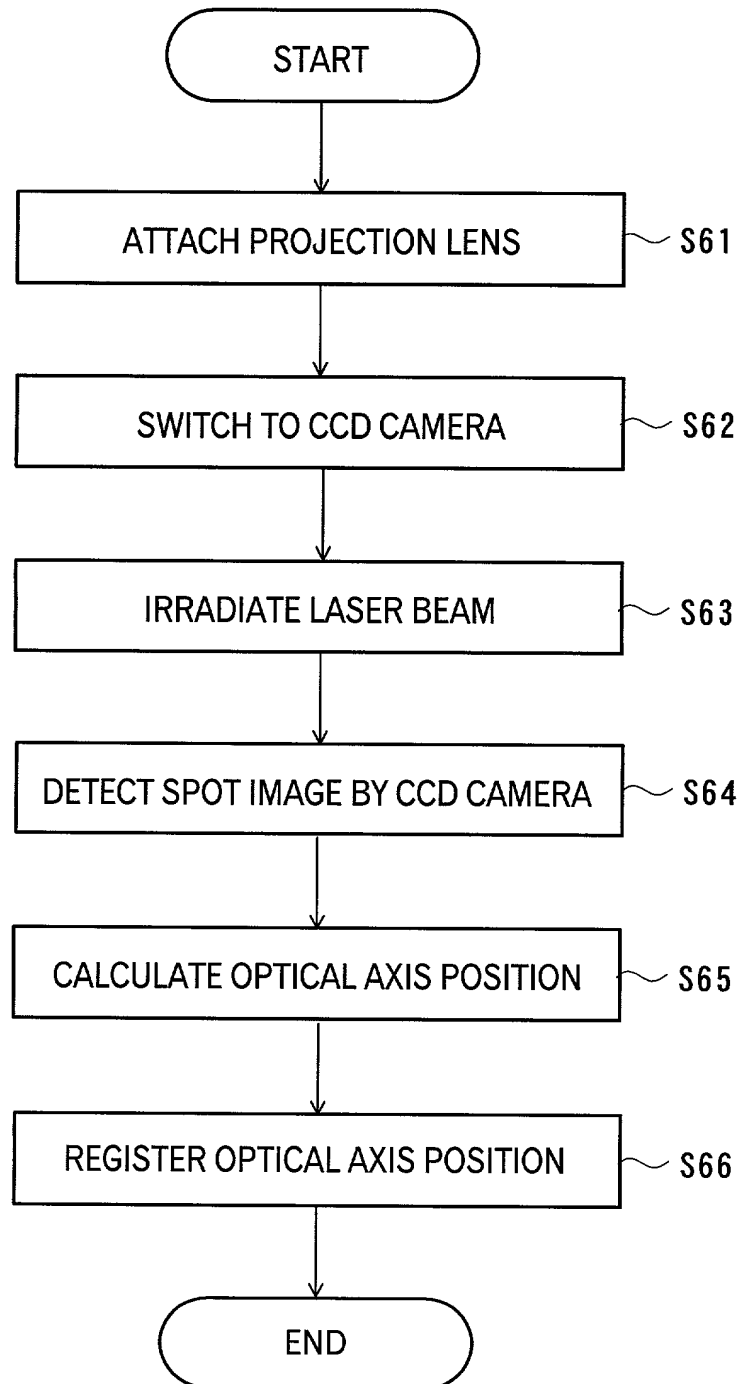 START
ATTACH PROJECTION LENS S61
SWITCH TO CCD CAMERA S62
IRRADIATE LASER BEAM S63
DETECT SPOT IMAGE BY CCD CAMERA S64
CALCULATE OPTICAL AXIS POSITION S65
REGISTER OPTICAL AXIS POSITION S66
END